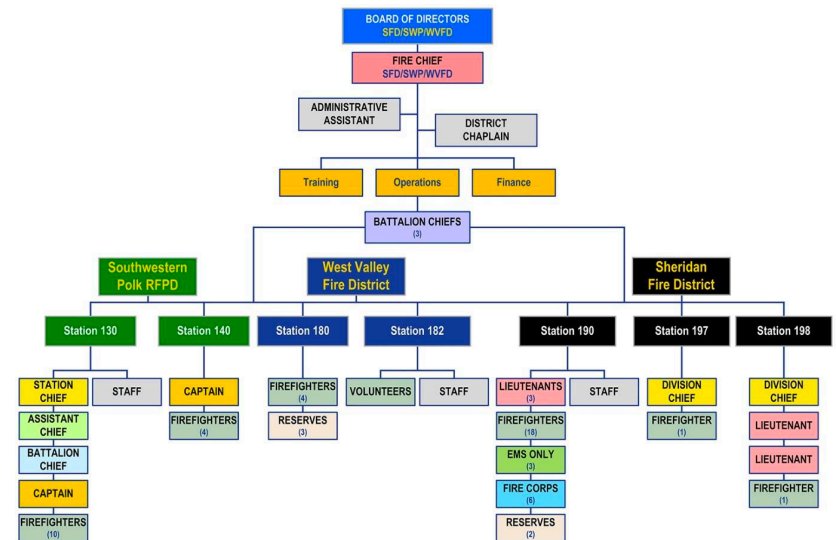 BOARD OF DIRECTORS
SFD/SWP/WVFD
FIRE CHIEF
SFD/SWP/WVFD
ADMINISTRATIVE
ASSISTANT
DISTRICT
CHAPLAIN
Training
Operations
Finance
BATTALION CHIEFS
(3)
Southwestern
Polk RFPD
West Valley
Fire District
Sheridan
Fire District
Station 130
Station 140
Station 180
Station 182
Station 190
Station 197
Station 198
STATION
CHIEF
STAFF
ASSISTANT
CHIEF
BATTALION
CHIEF
CAPTAIN
FIREFIGHTERS
(10)
CAPTAIN
FIREFIGHTERS
(4)
FIREFIGHTERS
(4)
RESERVES
(3)
VOLUNTEERS
STAFF
LIEUTENANTS
(3)
STAFF
FIREFIGHTERS
(18)
EMS ONLY
(3)
FIRE CORPS
(6)
RESERVES
(2)
DIVISION
CHIEF
FIREFIGHTER
(1)
DIVISION
CHIEF
LIEUTENANT
LIEUTENANT
FIREFIGHTER
(1)